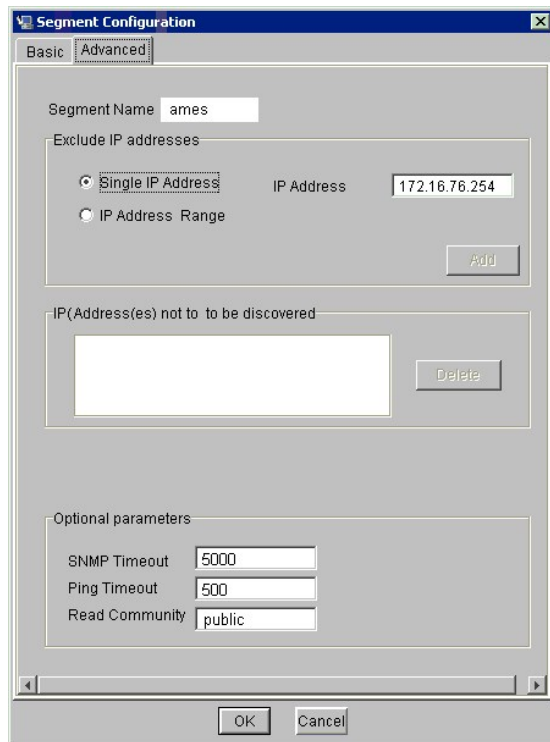 Segment Configuration
Basic Advanced
Segment Name ames
Exclude IP addresses
Single IP Address IP Address 172.16.76.254
IP Address Range
Add
IP(Address(es) not to to be discovered
Delete
Optional parameters
SNMP Timeout 5000
Ping Timeout 500
Read Community public
OK Cancel